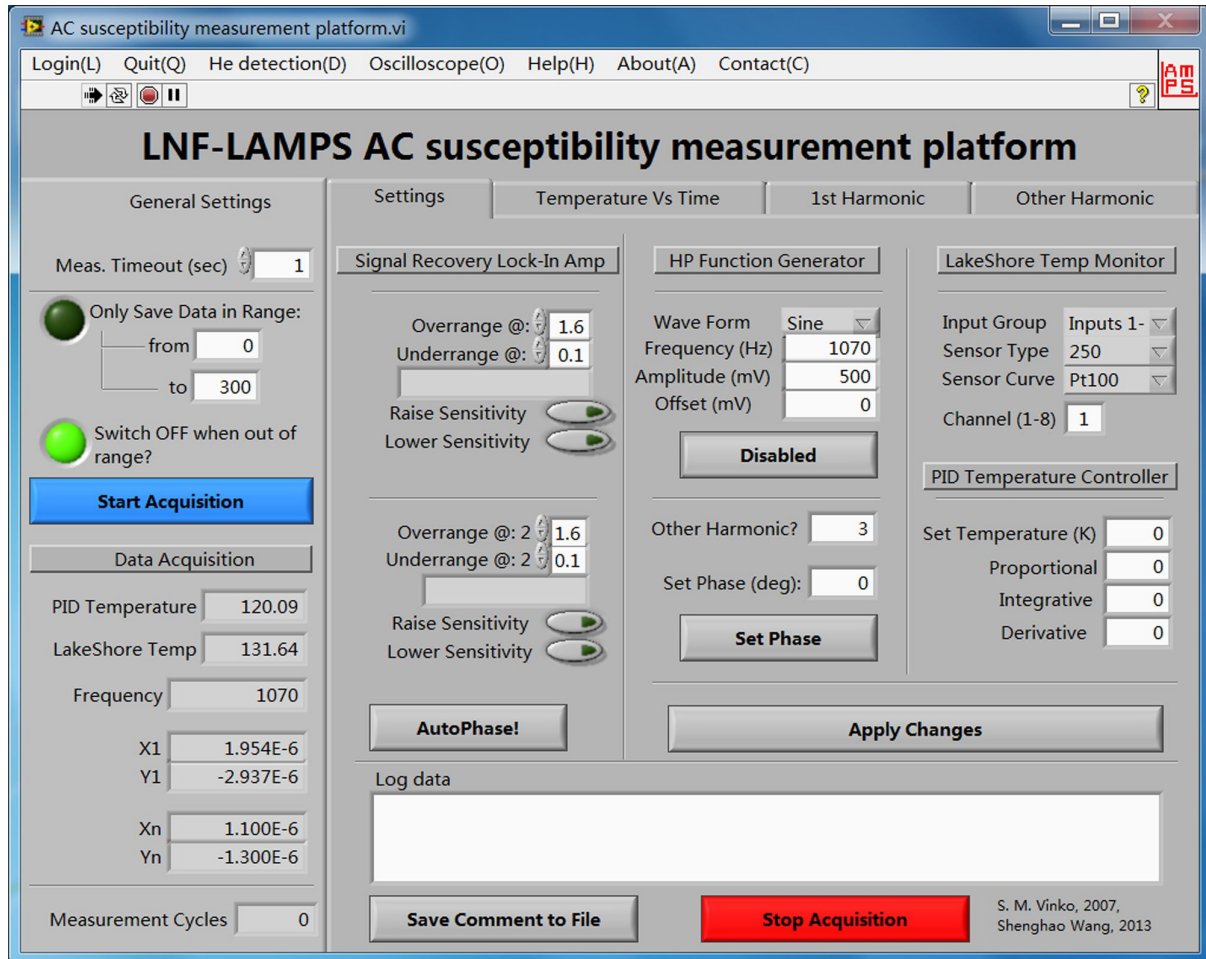 AC susceptibility measurement platform.vi
Login(L) Quit(Q) He detection(D) Oscilloscope(O) Help(H) About(A) Contact(C)
?
AM
PS
LNF-LAMPS AC susceptibility measurement platform
General Settings
Meas. Timeout (sec) 1
Only Save Data in Range:
from 0
to 300
Switch OFF when out of
range?
Start Acquisition
Data Acquisition
PID Temperature 120.09
LakeShore Temp 131.64
Frequency 1070
X1 1.954E-6
Y1 -2.937E-6
Xn 1.100E-6
Yn -1.300E-6
Measurement Cycles 0
Settings Temperature Vs Time 1st Harmonic Other Harmonic
Signal Recovery Lock-In Amp
Overrange @: 1.6
Underrange @: 0.1
Raise Sensitivity
Lower Sensitivity
Overrange @: 2 1.6
Underrange @: 2 0.1
Raise Sensitivity
Lower Sensitivity
AutoPhase!
HP Function Generator
Wave Form Sine
Frequency (Hz) 1070
Amplitude (mV) 500
Offset (mV) 0
Disabled
Other Harmonic? 3
Set Phase (deg): 0
Set Phase
LakeShore Temp Monitor
Input Group Inputs 1-
Sensor Type 250
Sensor Curve Pt100
Channel (1-8) 1
PID Temperature Controller
Set Temperature (K) 0
Proportional 0
Integrative 0
Derivative 0
Apply Changes
Log data
Save Comment to File
Stop Acquisition
S. M. Vinko, 2007,
Shenghao Wang, 2013